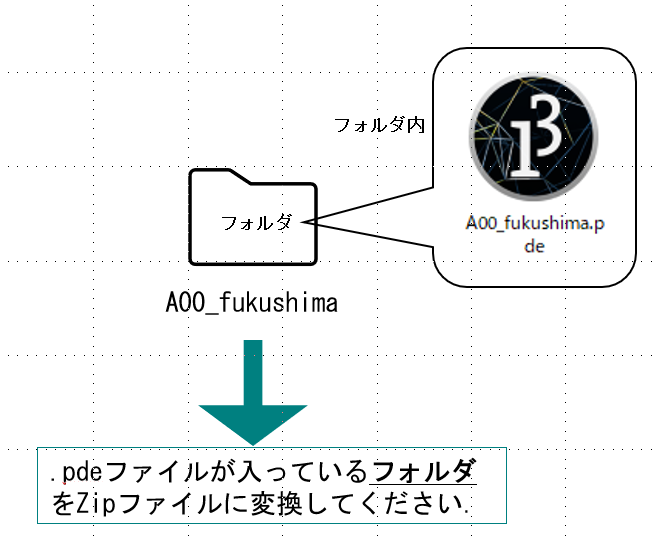 フォルダ内
A00_fukushima.p
de
フォルダ
A00_fukushima
.pdeファイルが入っているフォルダ
をZipファイルに変換してください.